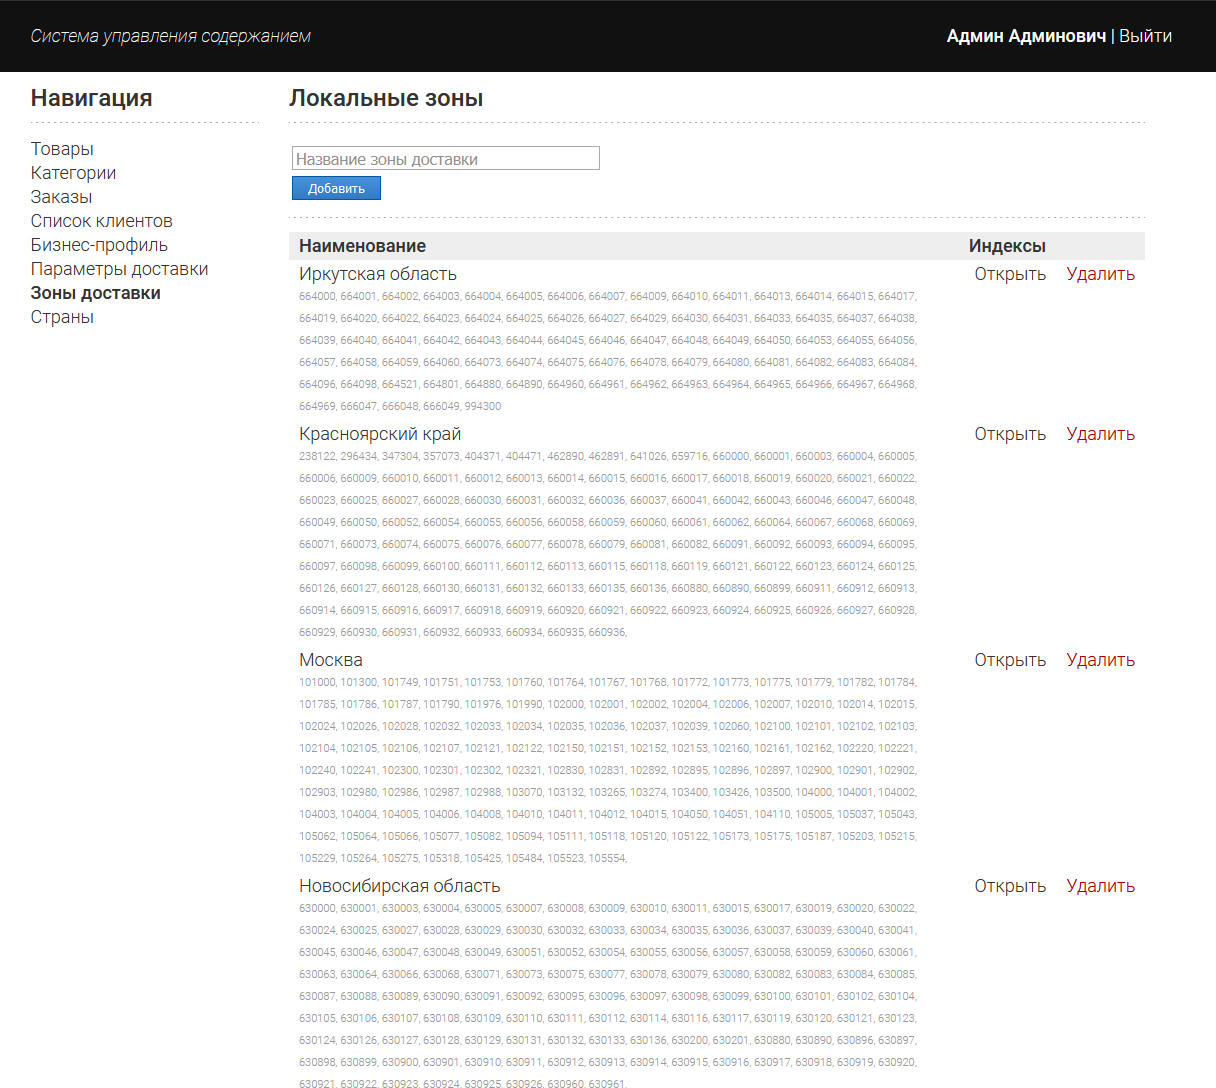 Система управления содержанием
Админ Админович | Выйти
Навигация
Товары
Категории
Заказы
Список клиентов
Бизнес-профиль
Параметры доставки
Зоны доставки
Страны
Локальные зоны
Название зоны доставки
Добавить
Наименование Индексы
Иркутская область Открыть Удалить
664000, 664001, 664002, 664003, 664004, 664005, 664006, 664007, 664009, 664010, 664011, 664013, 664014, 664015, 664017,
664019, 664020, 664022, 664023, 664024, 664025, 664026, 664027, 664029, 664030, 664031, 664033, 664035, 664037, 664038,
664039, 664040, 664041, 664042, 664043, 664044, 664045, 664046, 664047, 664048, 664049, 664050, 664053, 664055, 664056,
664057, 664058, 664059, 664060, 664073, 664074, 664075, 664076, 664078, 664079, 664080, 664081, 664082, 664083, 664084,
664096, 664098, 664521, 664801, 664880, 664890, 664960, 664961, 664962, 664963, 664964, 664965, 664966, 664967, 664968,
664969, 666047, 666048, 666049, 994300
Красноярский край Открыть Удалить
238122, 296434, 347304, 357073, 404371, 404471, 462890, 462891, 641026, 659716, 660000, 660001, 660003, 660004, 660005,
660006, 660009, 660010, 660011, 660012, 660013, 660014, 660015, 660016, 660017, 660018, 660019, 660020, 660021, 660022,
660023, 660025, 660027, 660028, 660030, 660031, 660032, 660036, 660037, 660041, 660042, 660043, 660046, 660047, 660048,
660049, 660050, 660052, 660054, 660055, 660056, 660058, 660059, 660060, 660061, 660062, 660064, 660067, 660068, 660069,
660071, 660073, 660074, 660075, 660076, 660077, 660078, 660079, 660081, 660082, 660091, 660092, 660093, 660094, 660095,
660097, 660098, 660099, 660100, 660111, 660112, 660113, 660115, 660118, 660119, 660121, 660122, 660123, 660124, 660125,
660126, 660127, 660128, 660130, 660131, 660132, 660133, 660135, 660136, 660880, 660890, 660899, 660911, 660912, 660913,
660914, 660915, 660916, 660917, 660918, 660919, 660920, 660921, 660922, 660923, 660924, 660925, 660926, 660927, 660928,
660929, 660930, 660931, 660932, 660933, 660934, 660935, 660936,
Москва Открыть Удалить
101000, 101300, 101749, 101751, 101753, 101760, 101764, 101767, 101768, 101772, 101773, 101775, 101779, 101782, 101784,
101785, 101786, 101787, 101790, 101976, 101990, 102000, 102001, 102002, 102004, 102006, 102007, 102010, 102014, 102015,
102024, 102026, 102028, 102032, 102033, 102034, 102035, 102036, 102037, 102039, 102060, 102100, 102101, 102102, 102103,
102104, 102105, 102106, 102107, 102121, 102122, 102150, 102151, 102152, 102153, 102160, 102161, 102162, 102220, 102221,
102240, 102241, 102300, 102301, 102302, 102321, 102830, 102831, 102892, 102895, 102896, 102897, 102900, 102901, 102902,
102903, 102980, 102986, 102987, 102988, 103070, 103132, 103265, 103274, 103400, 103426, 103500, 104000, 104001, 104002,
104003, 104004, 104005, 104006, 104008, 104010, 104011, 104012, 104015, 104050, 104051, 104110, 105005, 105037, 105043,
105062, 105064, 105066, 105077, 105082, 105094, 105111, 105118, 105120, 105122, 105173, 105175, 105187, 105203, 105215,
105229, 105264, 105275, 105318, 105425, 105484, 105523, 105554,
Новосибирская область Открыть Удалить
630000, 630001, 630003, 630004, 630005, 630007, 630008, 630009, 630010, 630011, 630015, 630017, 630019, 630020, 630022,
630024, 630025, 630027, 630028, 630029, 630030, 630032, 630033, 630034, 630035, 630036, 630037, 630039, 630040, 630041,
630045, 630046, 630047, 630048, 630049, 630051, 630052, 630054, 630055, 630056, 630057, 630058, 630059, 630060, 630061,
630063, 630064, 630066, 630068, 630071, 630073, 630075, 630077, 630078, 630079, 630080, 630082, 630083, 630084, 630085,
630087, 630088, 630089, 630090, 630091, 630092, 630095, 630096, 630097, 630098, 630099, 630100, 630101, 630102, 630104,
630105, 630106, 630107, 630108, 630109, 630110, 630111, 630112, 630114, 630116, 630117, 630119, 630120, 630121, 630123,
630124, 630126, 630127, 630128, 630129, 630131, 630132, 630133, 630136, 630200, 630201, 630880, 630890, 630896, 630897,
630898, 630899, 630900, 630901, 630910, 630911, 630912, 630913, 630914, 630915, 630916, 630917, 630918, 630919, 630920,
630921, 630922, 630923, 630924, 630925, 630926, 630960, 630961,